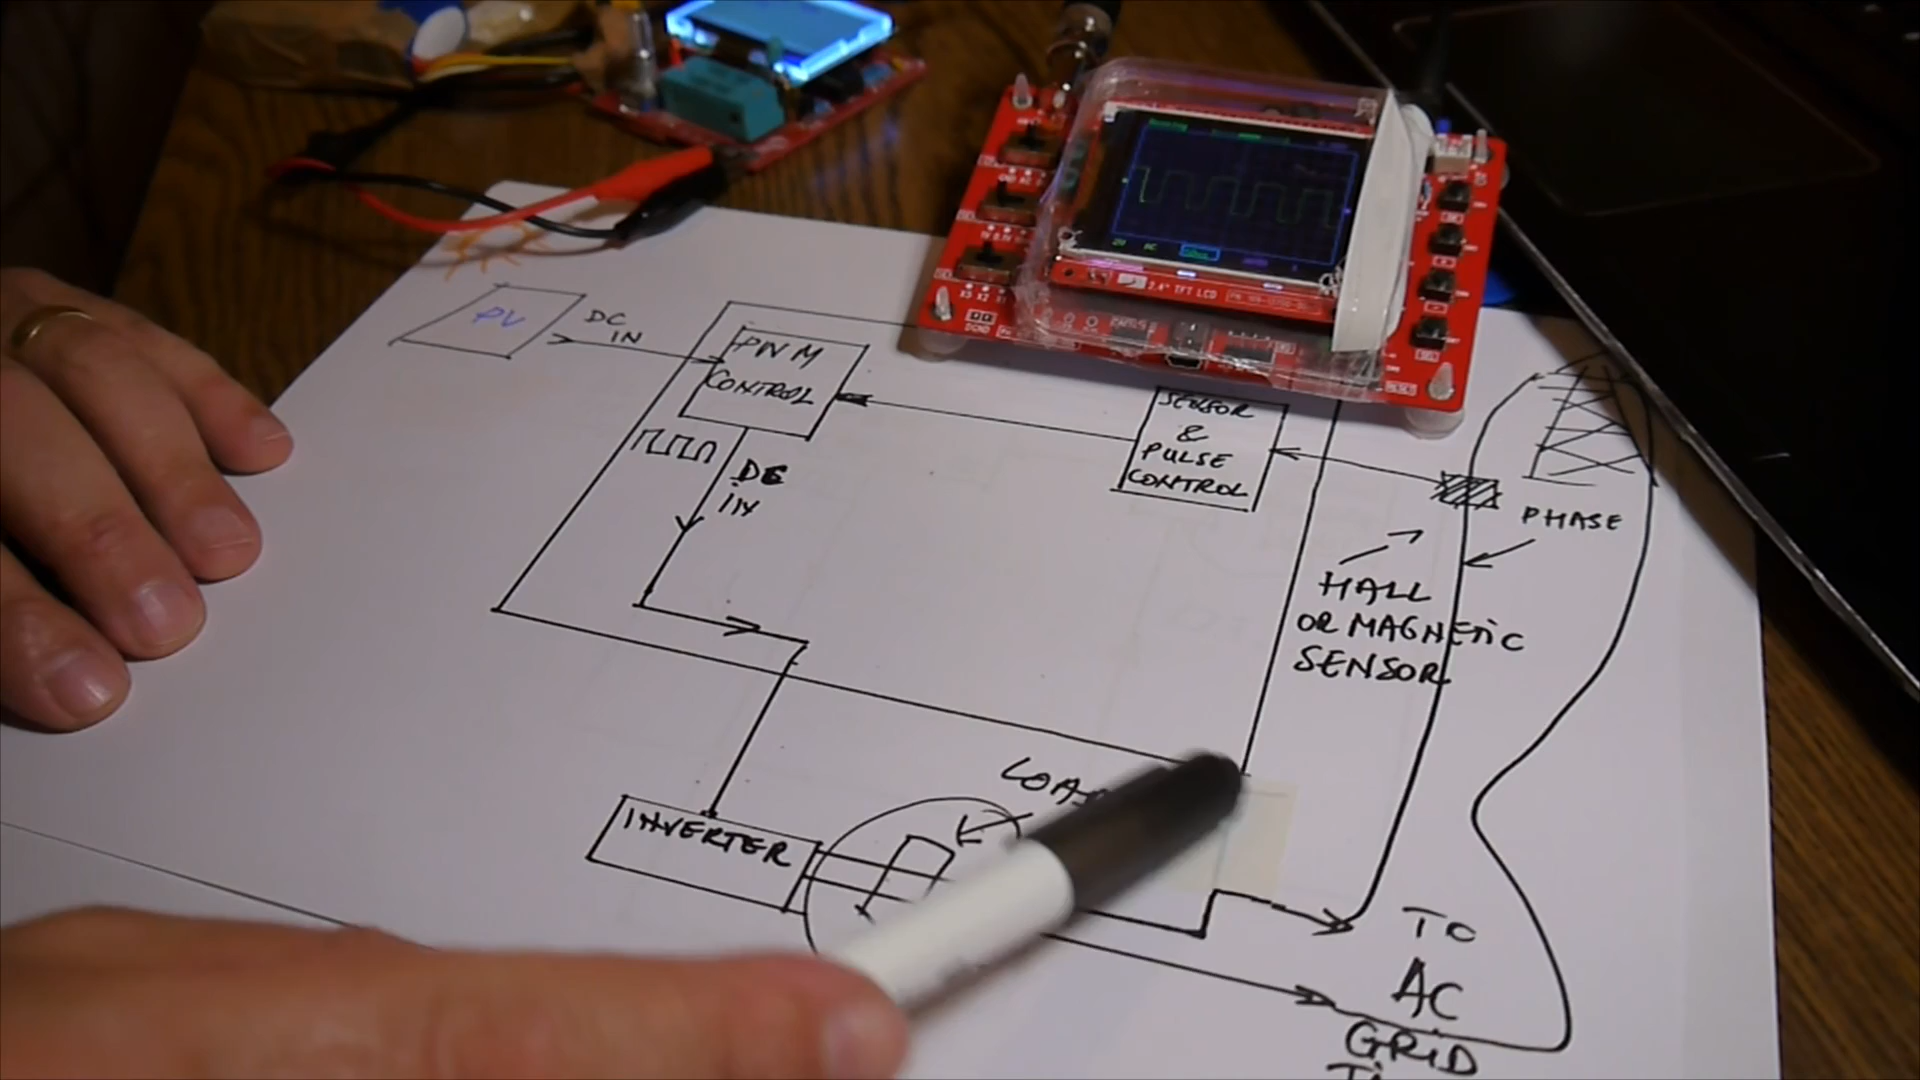 PV
DC
IN
PWM
CONTROL
DC
IN
SENSOR
&
PULSE
CONTROL
PHASE
HALL
OR MAGNETIC
SENSOR
INVERTER
TO
AC
GRID
2.4" TFT LCD